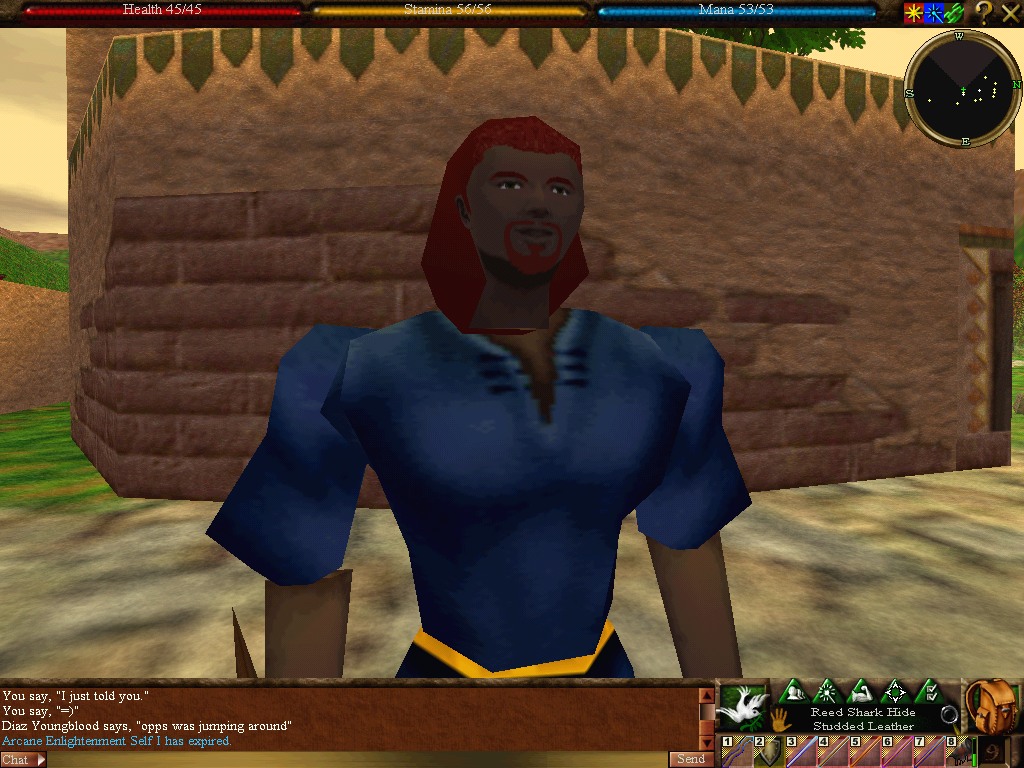 Health 45/45 Stamina 56/56 Mana 53/53
?
W
S N
E
You say, "I just told you."
You say, "=)"
Diaz Youngblood says, "opps was jumping around"
Arcane Enlightenment Self I has expired.
Chat Send
Reed Shark Hide
Studded Leather
1 2 3 4 5 6 7 8 9